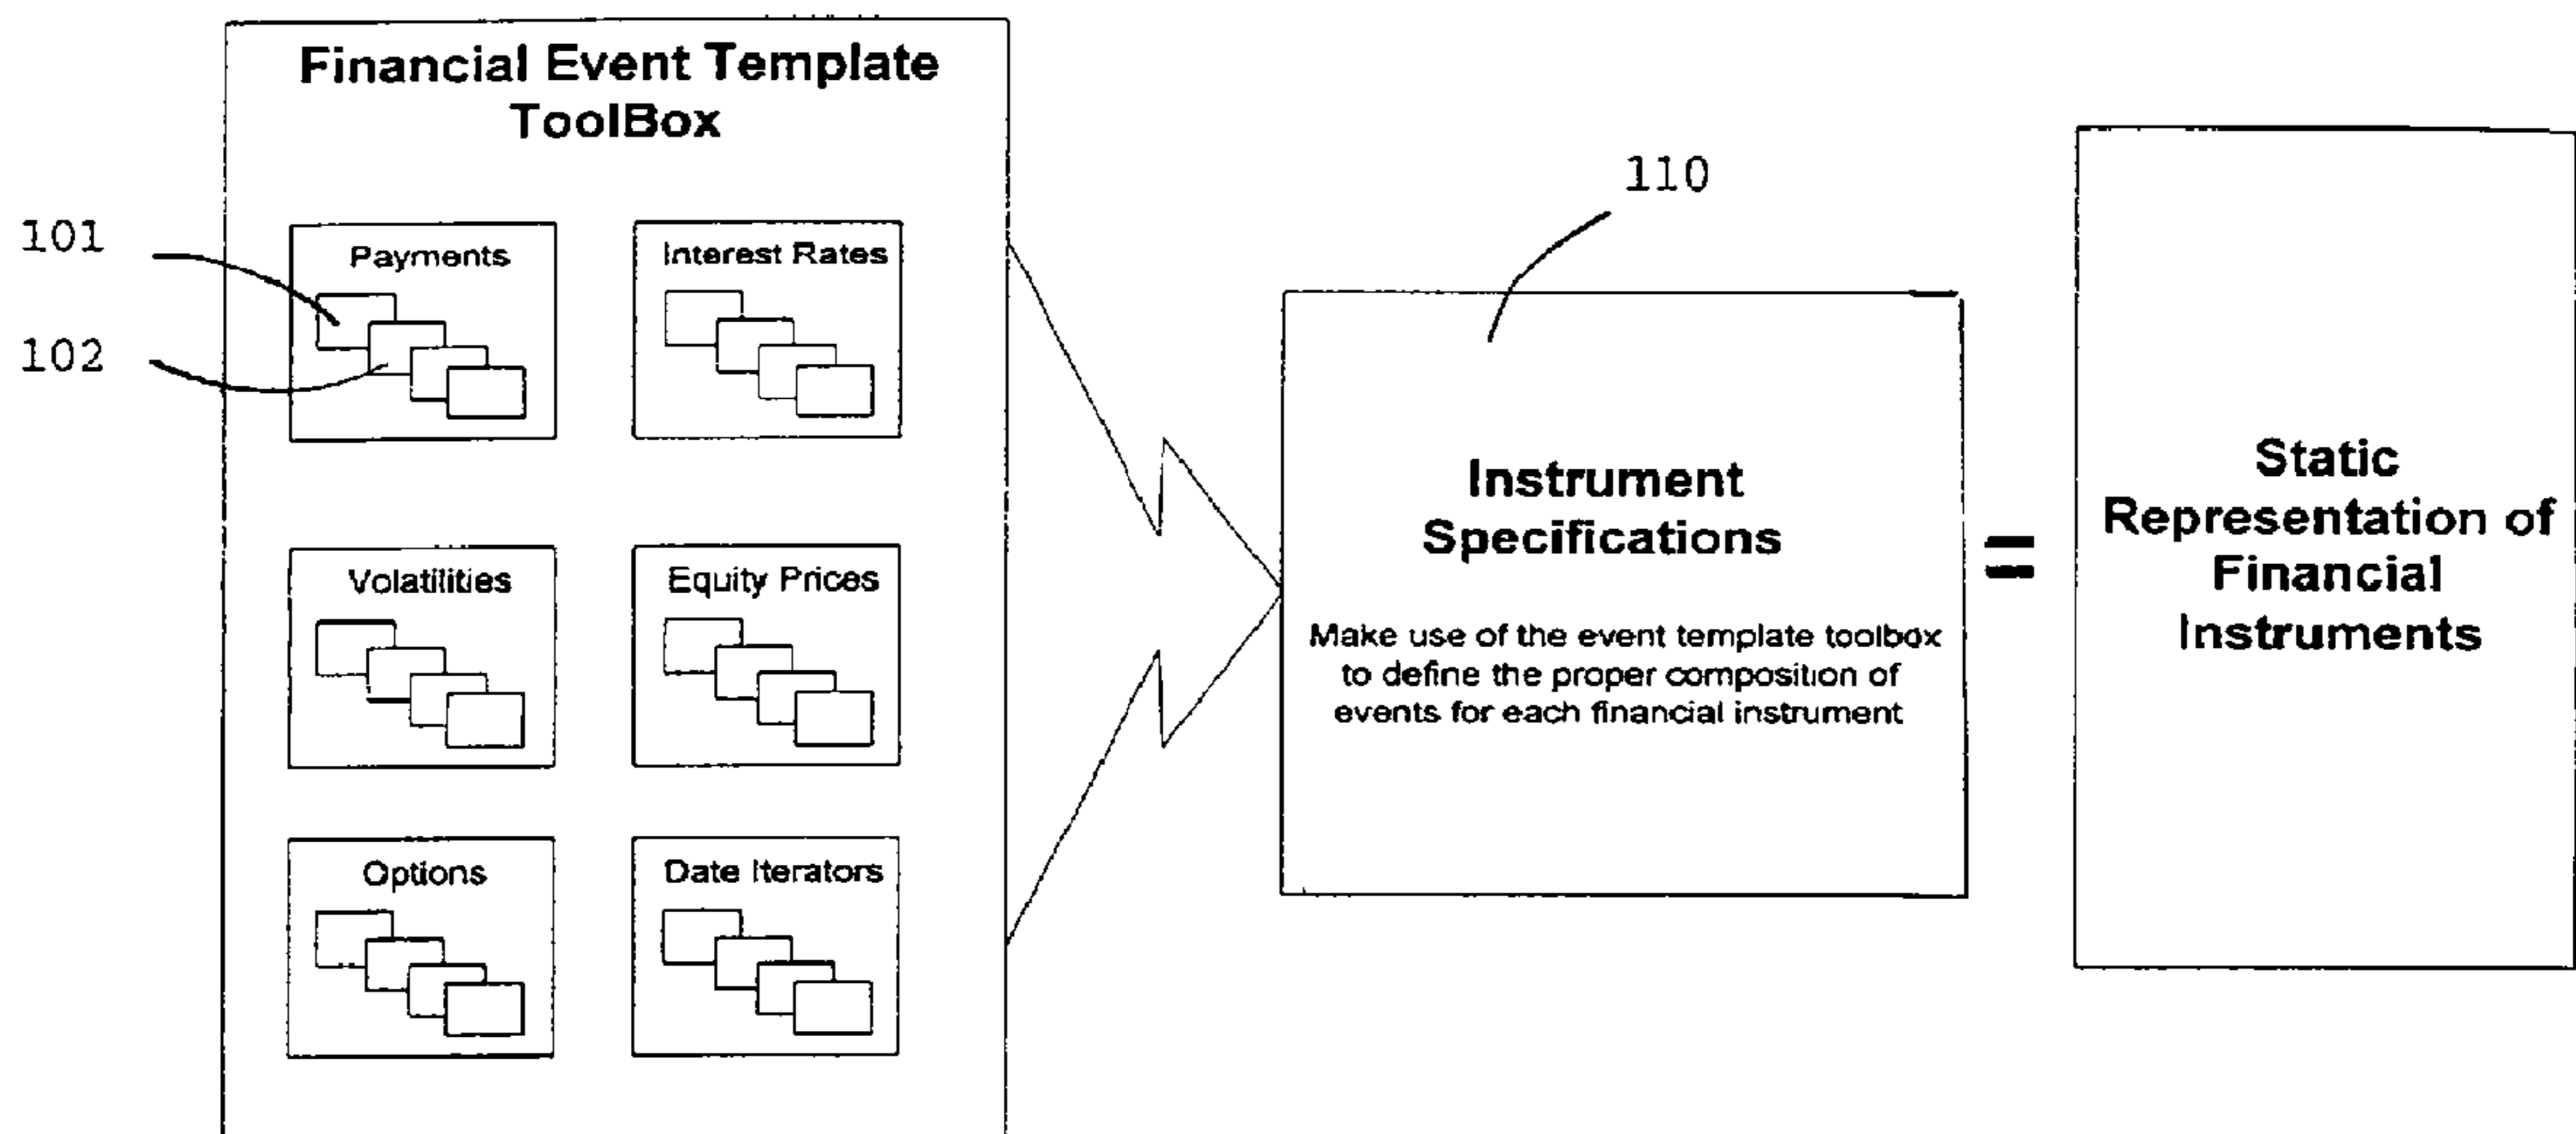 Financial Event Template
ToolBox
101
102
Payments
Interest Rates
Volatilities
Equity Prices
Options
Date Iterators
110
Instrument
Specifications
Make use of the event template toolbox
to define the proper composition of
events for each financial instrument
=
Static
Representation of
Financial
Instruments